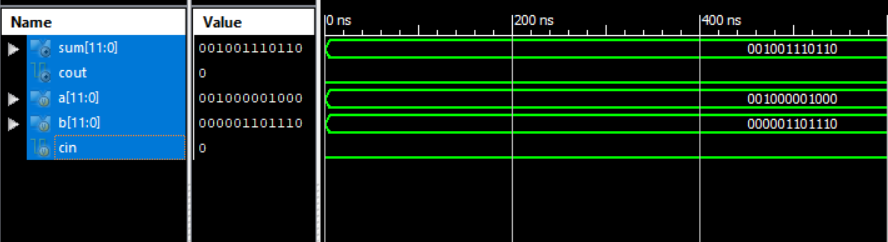 Name Value 0 ns 200 ns 400 ns
sum[11:0] 001001110110 001001110110
cout 0
a[11:0] 001000001000 001000001000
b[11:0] 000001101110 000001101110
cin 0